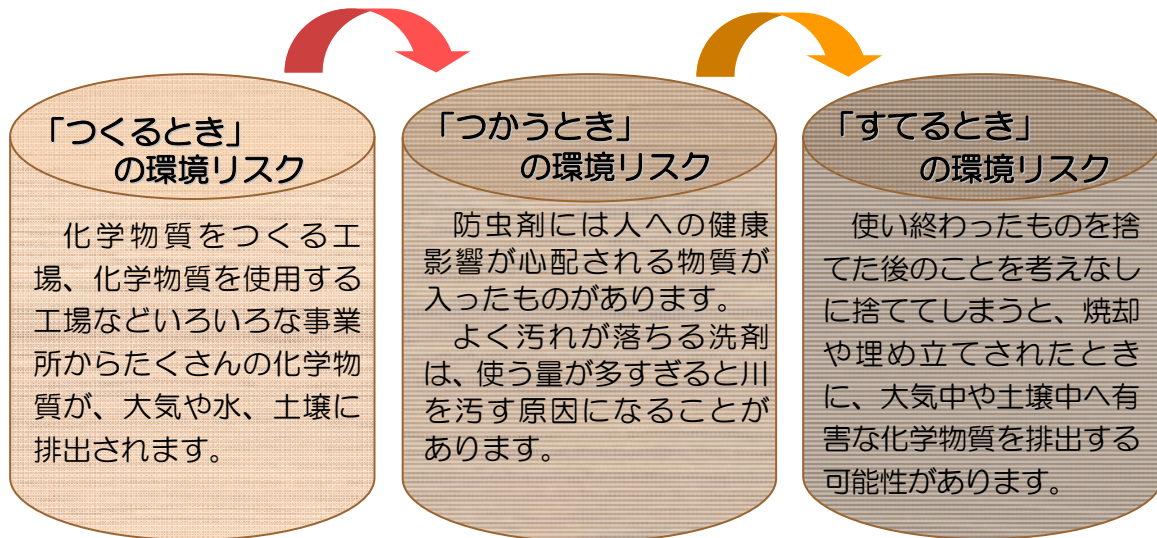 「つくるとき」
の環境リスク
化学物質をつくる工
場、化学物質を使用する
工場などいろいろな事業
所からたくさんの化学物
質が、大気や水、土壌に
排出されます。
「つかうとき」
の環境リスク
防虫剤には人への健康
影響が心配される物質が
入ったものがあります。
よく汚れが落ちる洗剤
は、使う量が多すぎると川
を汚す原因になることが
あります。
「すてるとき」
の環境リスク
使い終わったものを捨
てた後のことを考えなし
に捨ててしまうと、焼却
や埋め立てされたとき
に、大気中や土壌中へ有
害な化学物質を排出する
可能性があります。